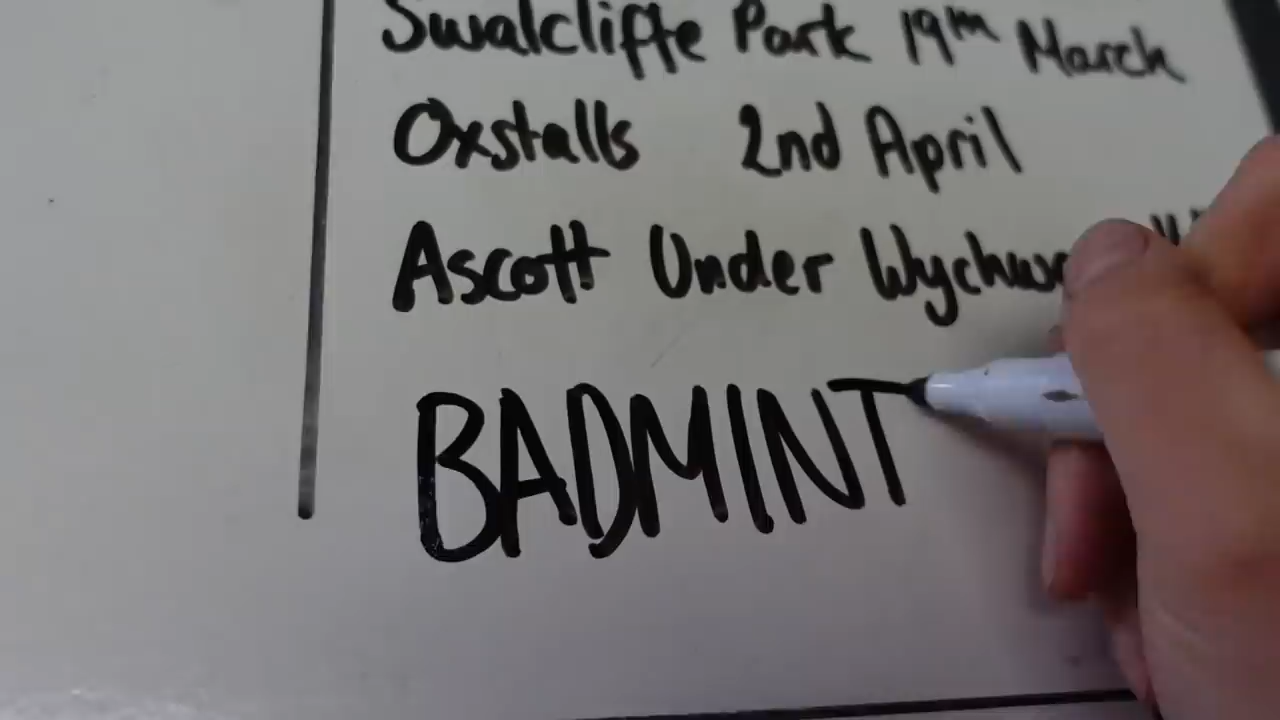 Swalcliffe Park 19th March
Oxstalls 2nd April
Ascott Under
BADMINT